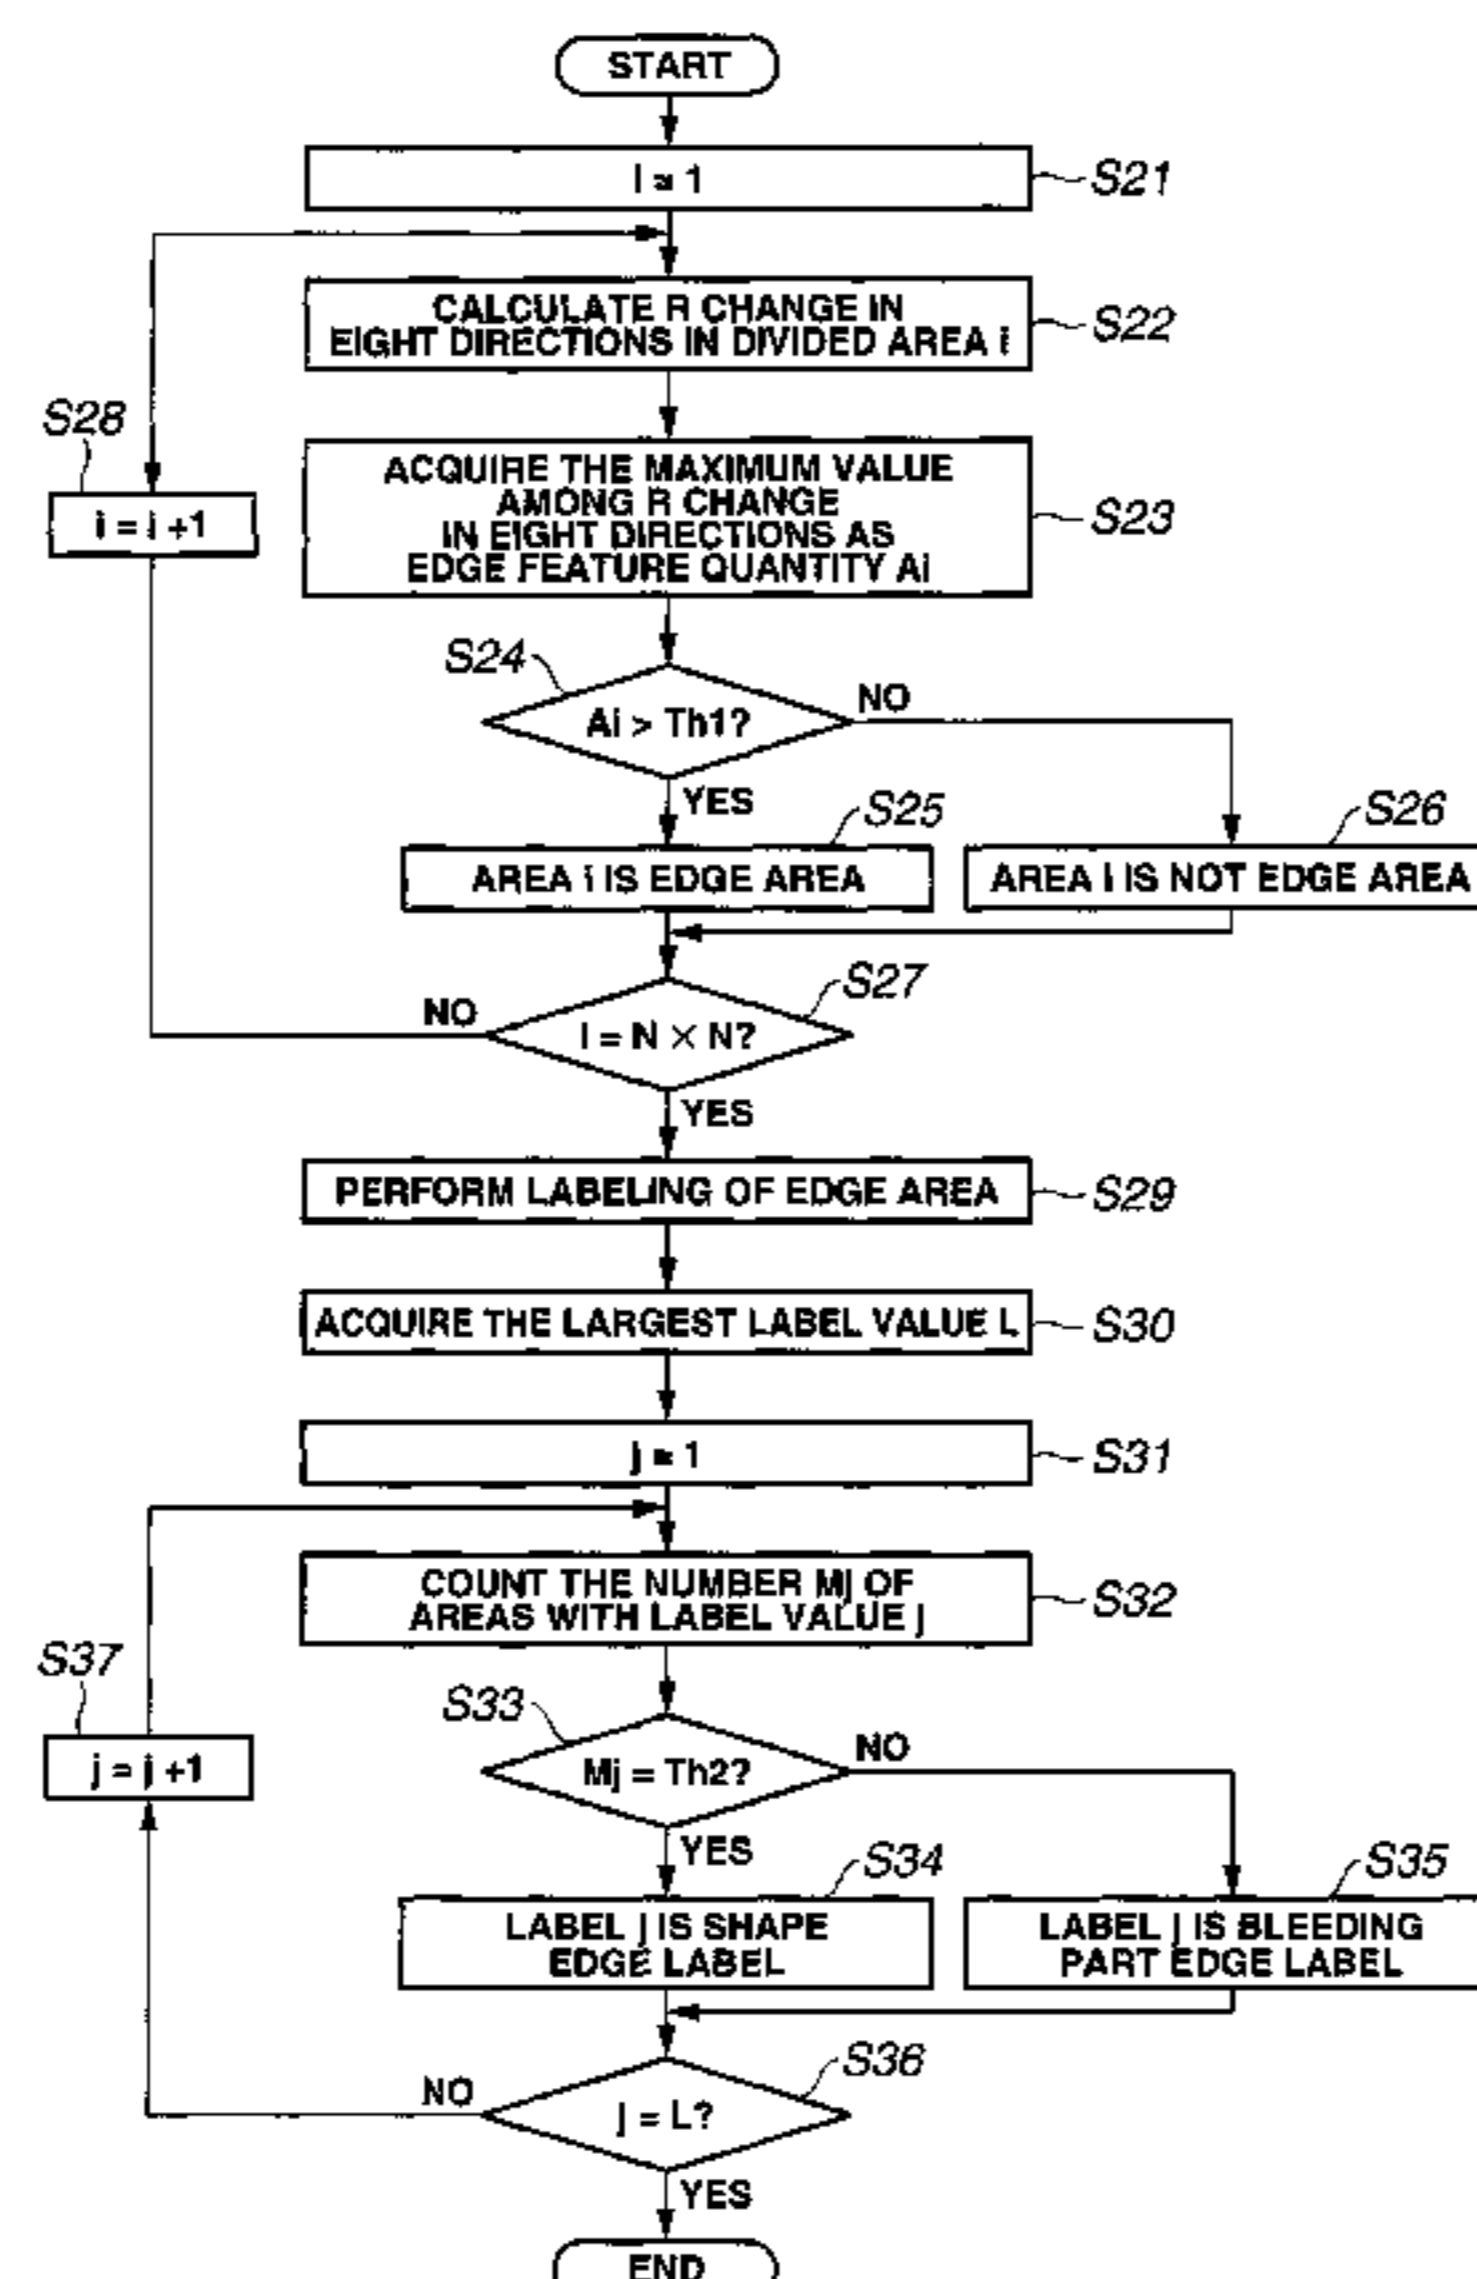 START
i = 1
S21
CALCULATE R CHANGE IN
EIGHT DIRECTIONS IN DIVIDED AREA i
S22
S28
i = i +1
ACQUIRE THE MAXIMUM VALUE
AMONG R CHANGE
IN EIGHT DIRECTIONS AS
EDGE FEATURE QUANTITY Ai
S23
S24
Ai > Th1?
NO
YES
S25
S26
AREA i IS EDGE AREA
AREA i IS NOT EDGE AREA
S27
NO
i = N × N?
YES
PERFORM LABELING OF EDGE AREA
S29
ACQUIRE THE LARGEST LABEL VALUE L
S30
j = 1
S31
COUNT THE NUMBER Mj OF
AREAS WITH LABEL VALUE j
S32
S37
j = j +1
S33
Mj = Th2?
NO
YES
S34
S35
LABEL j IS SHAPE
EDGE LABEL
LABEL j IS BLEEDING
PART EDGE LABEL
S36
NO
j = L?
YES
END